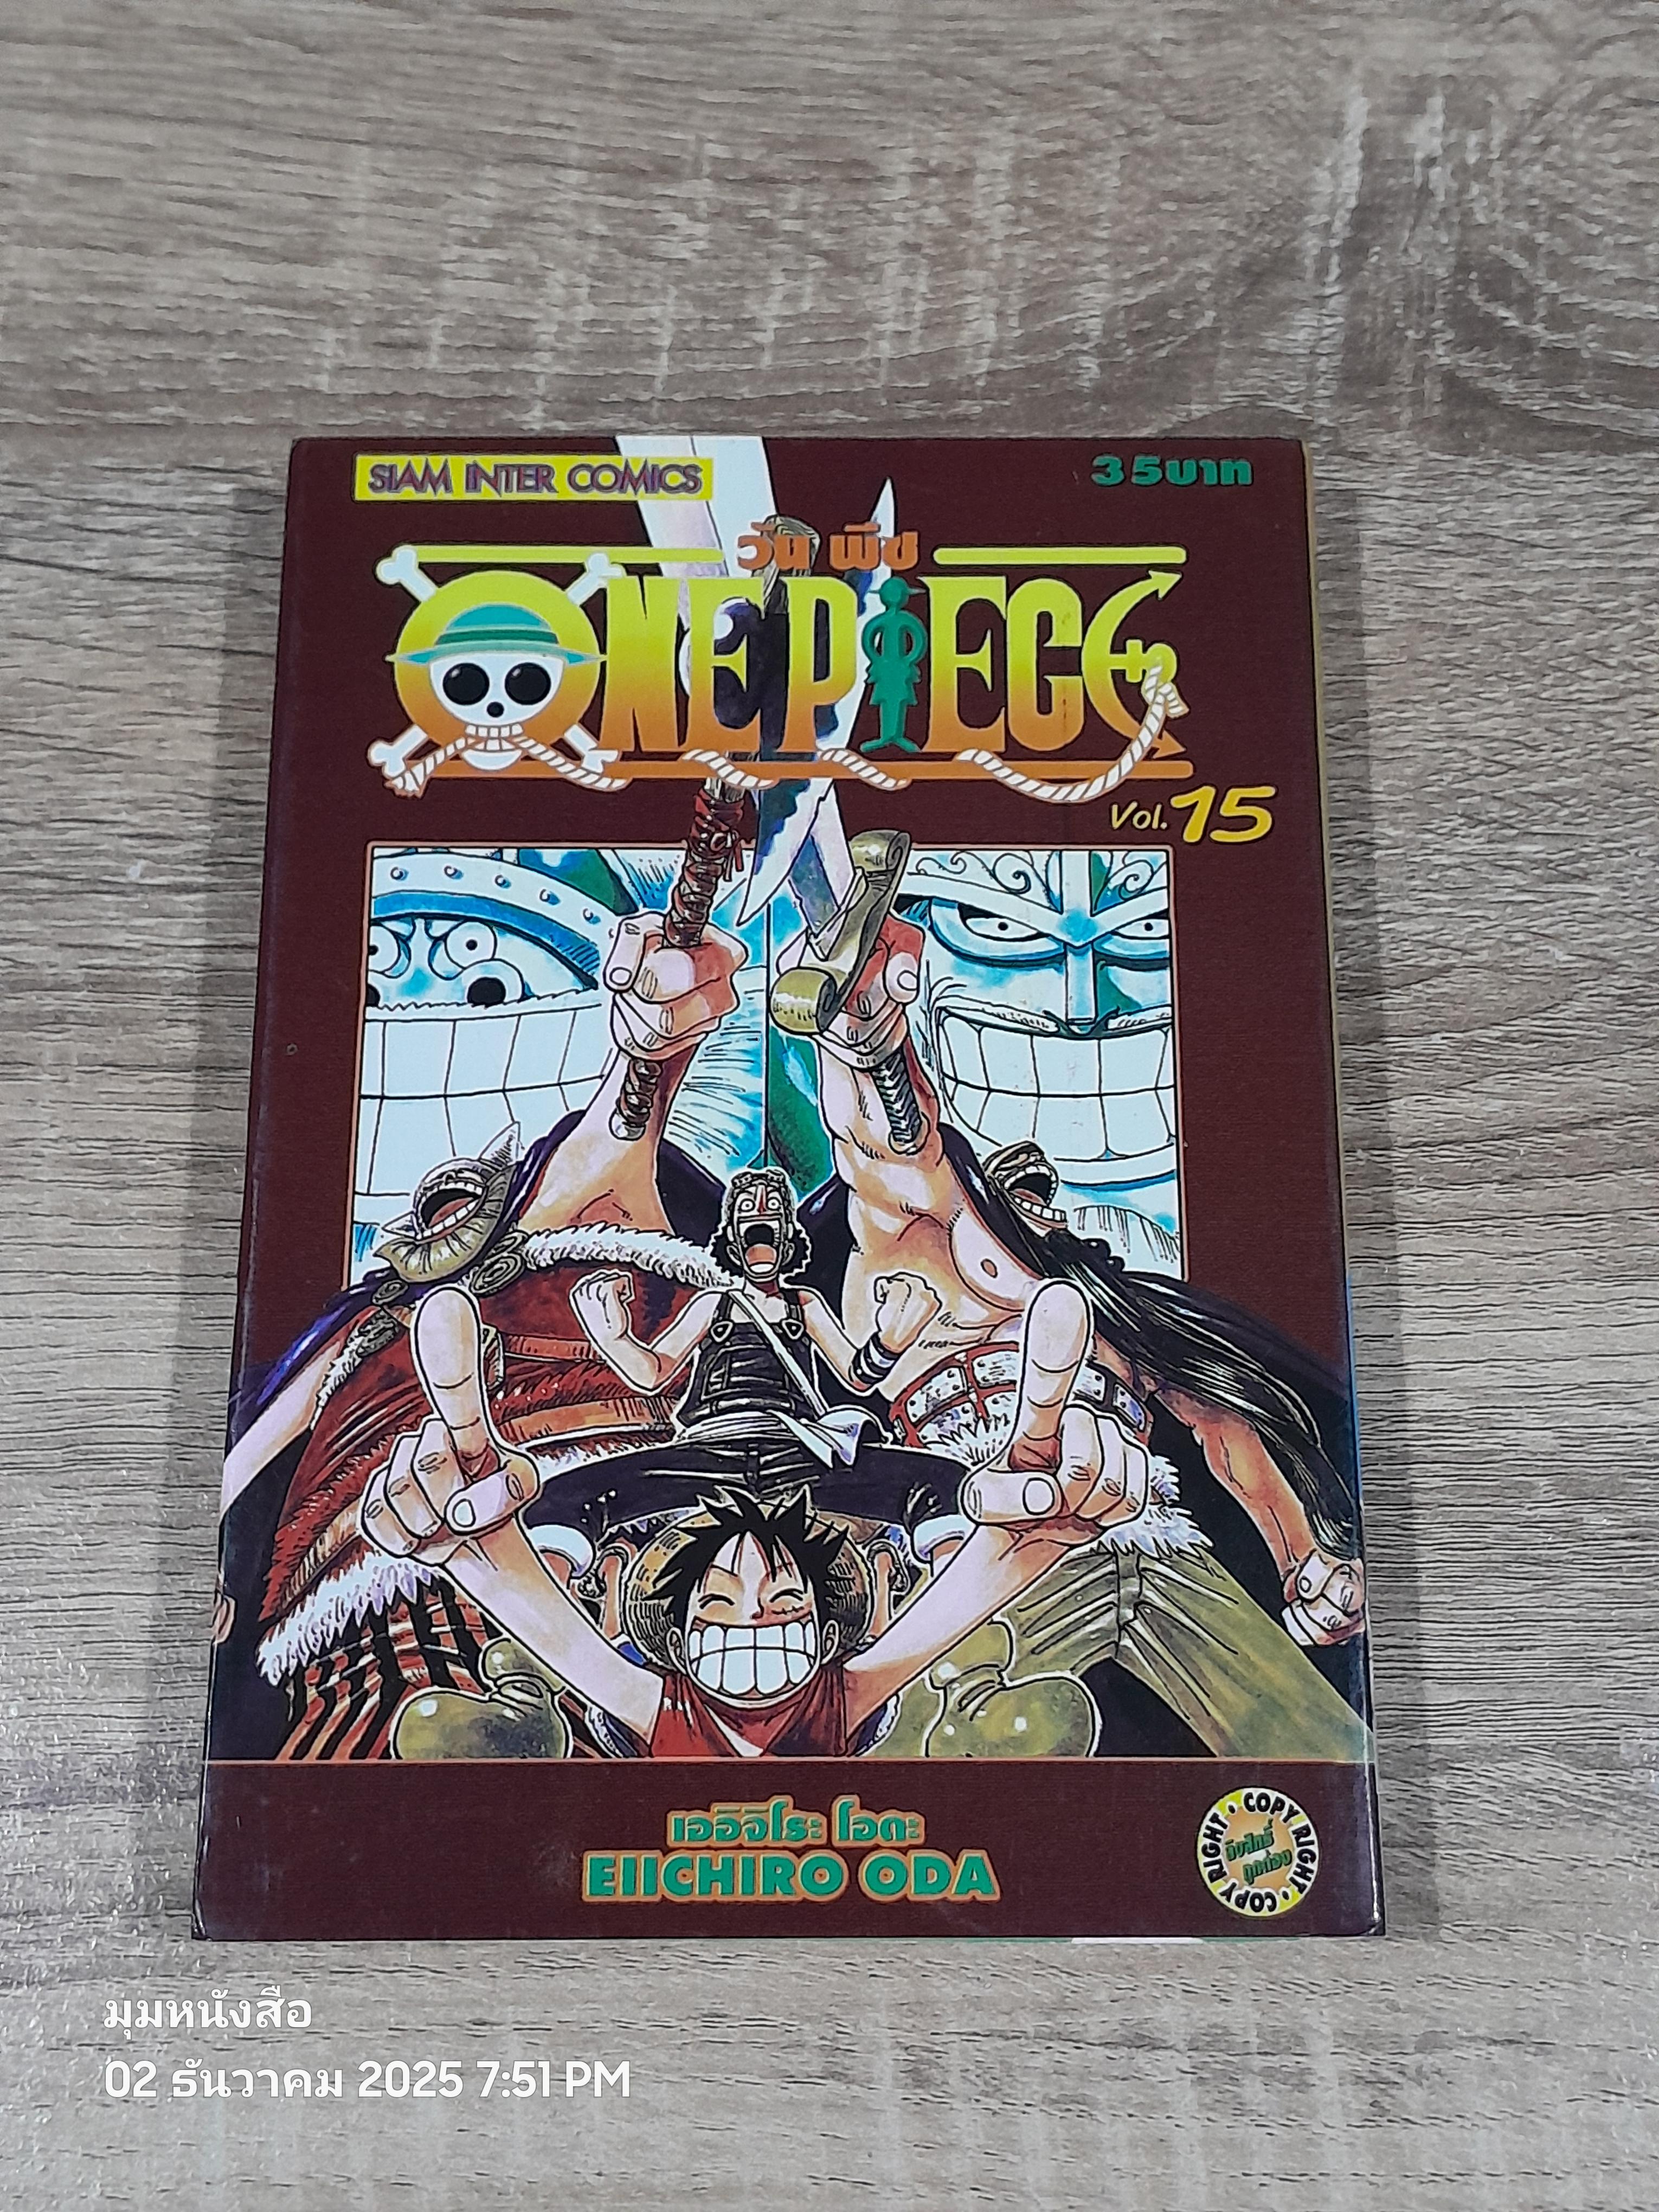 SIAM INTER COMICS
35บาท
วัน พีซ
ONE PIECE
Vol. 15
เออิจิโระ โอดะ
EIICHIRO ODA
COPY RIGHT • COPY RIGHT •
ลิขสิทธิ์
ถูกต้อง
มุมหนังสือ
02 ธันวาคม 2025 7:51 PM